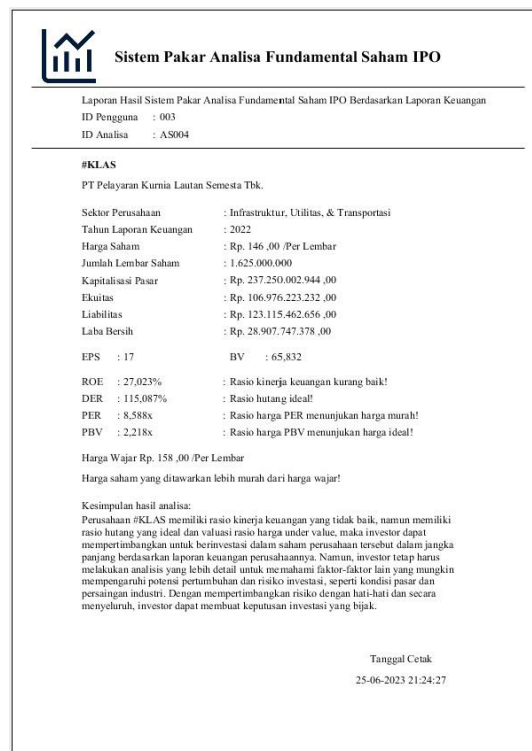 Sistem Pakar Analisa Fundamental Saham IPO
Laporan Hasil Sistem Pakar Analisa Fundamental Saham IPO Berdasarkan Laporan Keuangan
ID Pengguna : 003
ID Analisa : AS004
#KLAS
PT Pelayaran Kurnia Lautan Semesta Tbk.
Sektor Perusahaan : Infrastruktur, Utilitas, & Transportasi
Tahun Laporan Keuangan : 2022
Harga Saham : Rp. 146 ,00 /Per Lembar
Jumlah Lembar Saham : 1.625.000.000
Kapitalisasi Pasar : Rp. 237.250.002.944 ,00
Ekuitas : Rp. 106.976.223.232 ,00
Liabilitas : Rp. 123.115.462.656 ,00
Laba Bersih : Rp. 28.907.747.378 ,00
EPS : 17 BV : 65,832
ROE : 27,023% : Rasio kinerja keuangan kurang baik!
DER : 115,087% : Rasio hutang ideal!
PER : 8,588x : Rasio harga PER menunjukan harga murah!
PBV : 2,218x : Rasio harga PBV menunjukan harga ideal!
Harga Wajar Rp. 158 ,00 /Per Lembar
Harga saham yang ditawarkan lebih murah dari harga wajar!
Kesimpulan hasil analisa:
Perusahaan #KLAS memiliki rasio kinerja keuangan yang tidak baik, namun memiliki
rasio hutang yang ideal dan valuasi rasio harga under value, maka investor dapat
mempertimbangkan untuk berinvestasi dalam saham perusahaan tersebut dalam jangka
panjang berdasarkan laporan keuangan perusahaannya. Namun, investor tetap harus
melakukan analisis yang lebih detail untuk memahami faktor-faktor lain yang mungkin
mempengaruhi potensi pertumbuhan dan risiko investasi, seperti kondisi pasar dan
persaingan industri. Dengan mempertimbangkan risiko dengan hati-hati dan secara
menyeluruh, investor dapat membuat keputusan investasi yang bijak.
Tanggal Cetak
25-06-2023 21:24:27